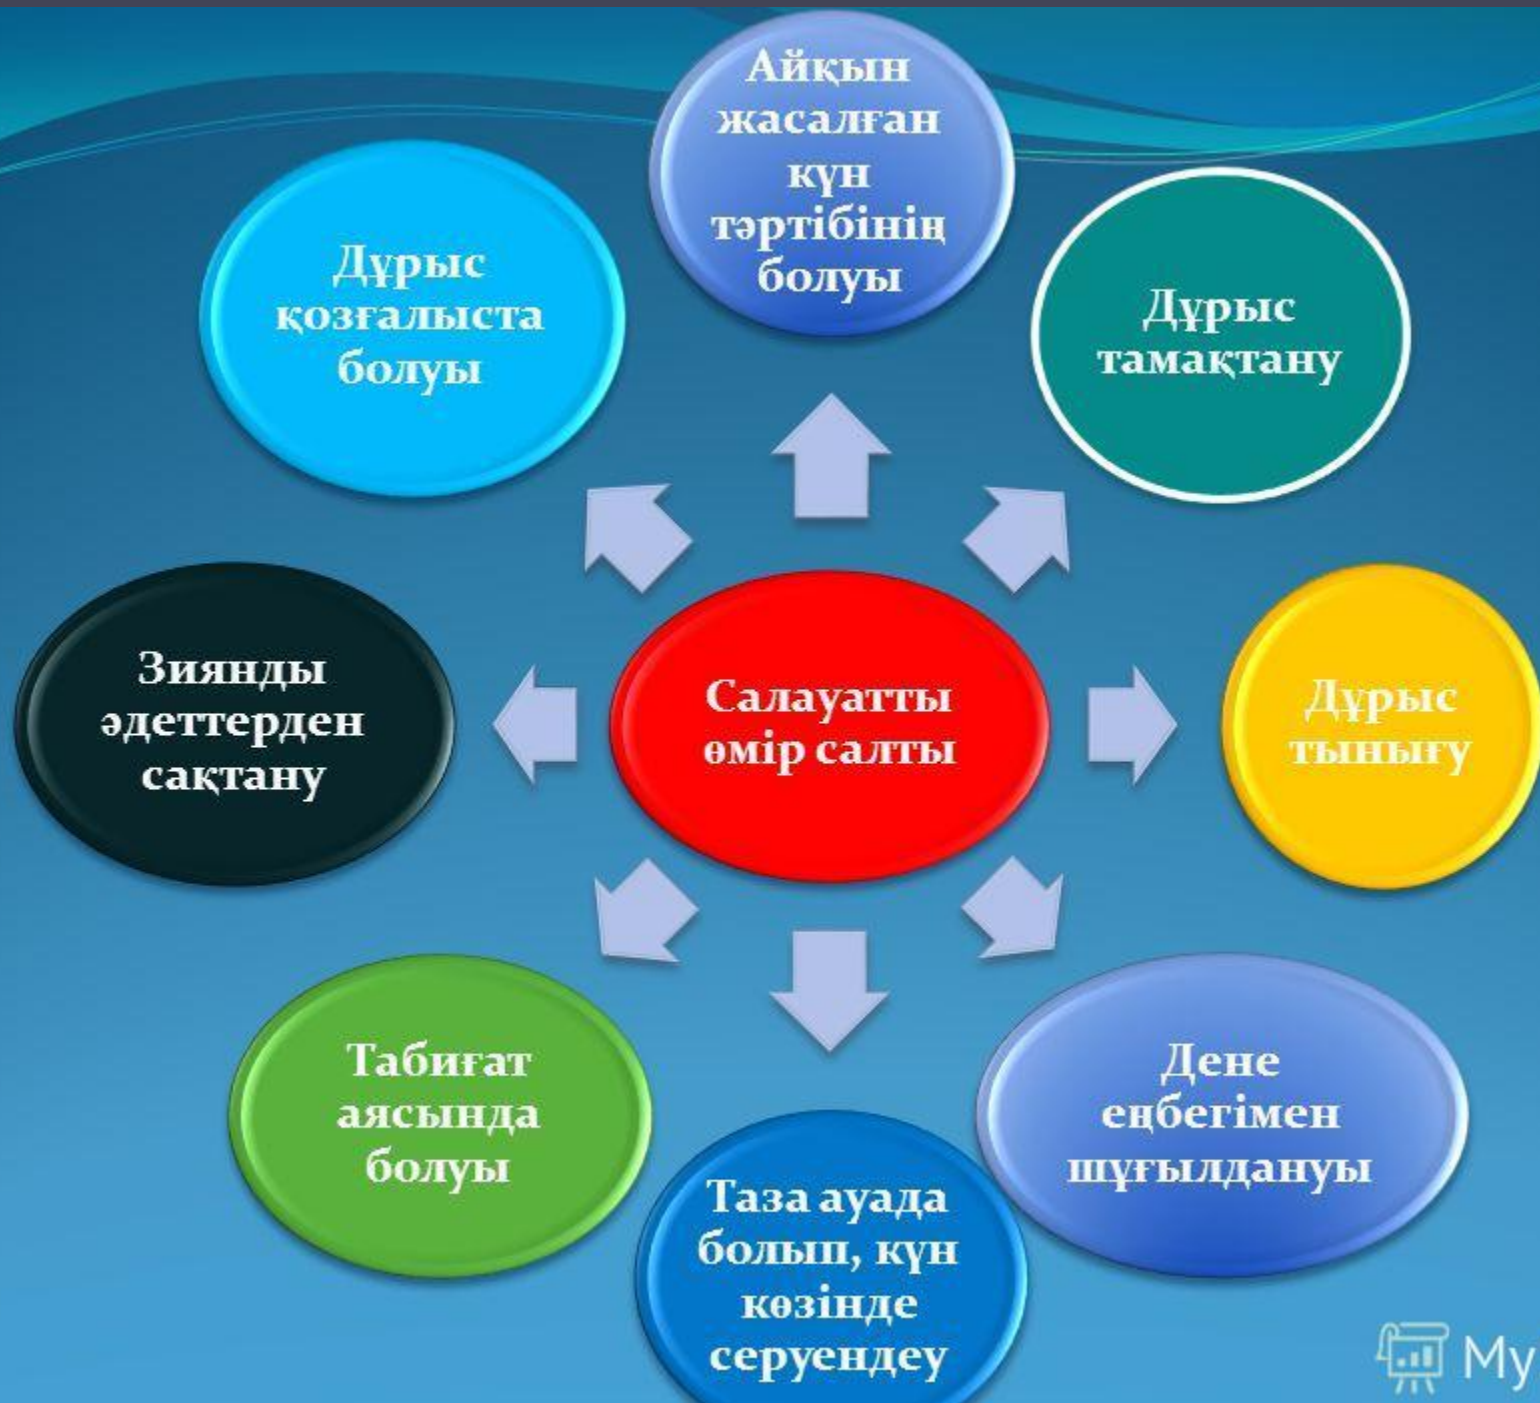 Айқын
жасалған
күн
тәртібінің
болуы
Дұрыс
қозғалыста
болуы
Дұрыс
тамақтану
Зиянды
әдеттерден
сақтану
Салауатты
өмір салты
Дұрыс
тынығу
Табиғат
аясында
болуы
Дене
еңбегімен
шұғылдануы
Таза ауада
болып, күн
көзінде
серуендеу
My